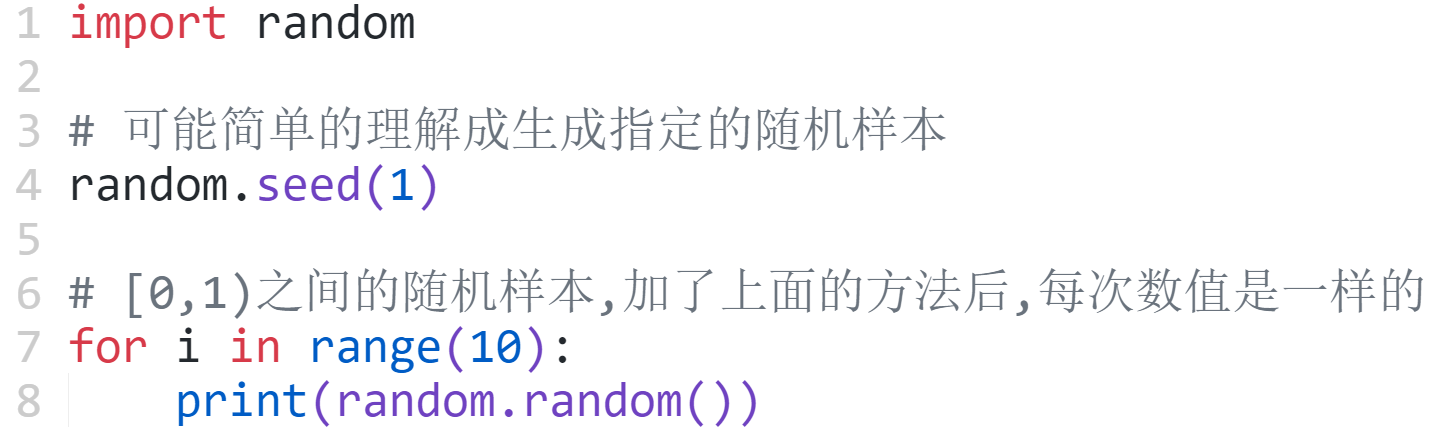 1 import random
2
3 # 可能简单的理解成生成指定的随机样本
4 random.seed(1)
5
6 # [0,1)之间的随机样本,加了上面的方法后,每次数值是一样的
7 for i in range(10):
8     print(random.random())